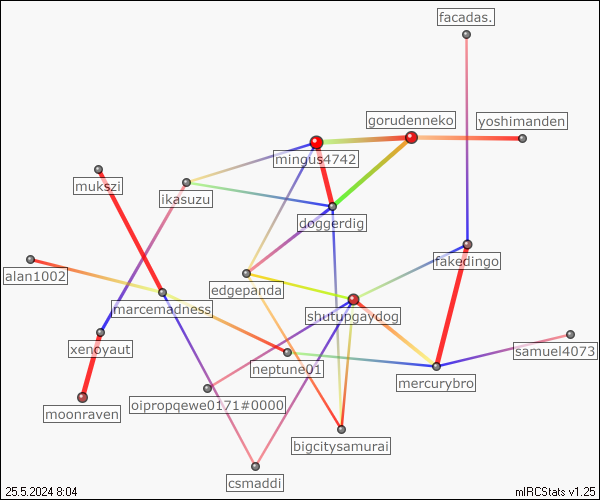 facadas.
gorudenneko
yoshimanden
mingus4742
mukszi
ikasuzu
doggerdig
fakedingo
alan1002
edgepanda
marcemadness
shutupgaydog
xenoyaut
samuel4073
neptune01
mercurybro
oipropqewe0171#0000
moonraven
bigcitysamurai
csmaddi
25.5.2024 8:04
mIRCStats v1.25